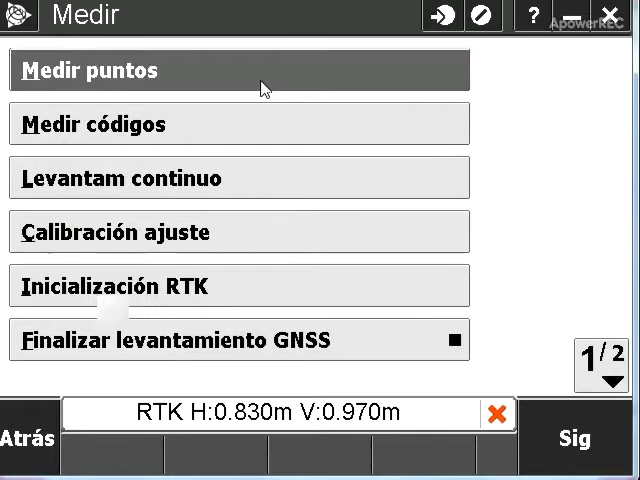 Medir
?
ApowerREC
Medir puntos
Medir códigos
Levantam continuo
Calibración ajuste
Inicialización RTK
Finalizar levantamiento GNSS
1/2
RTK H:0.830m V:0.970m
Atrás
Sig